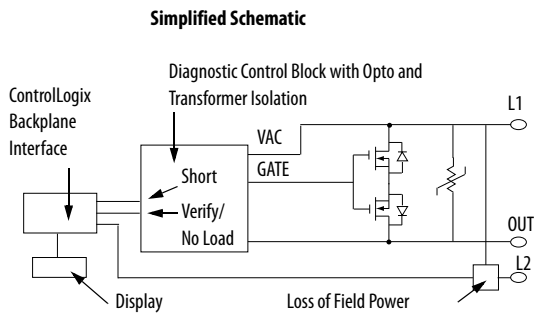 Simplified Schematic
Diagnostic Control Block with Opto and
Transformer Isolation
ControlLogix
Backplane
Interface
L1
VAC
GATE
Short
Verify/
No Load
OUT
L2
Display
Loss of Field Power